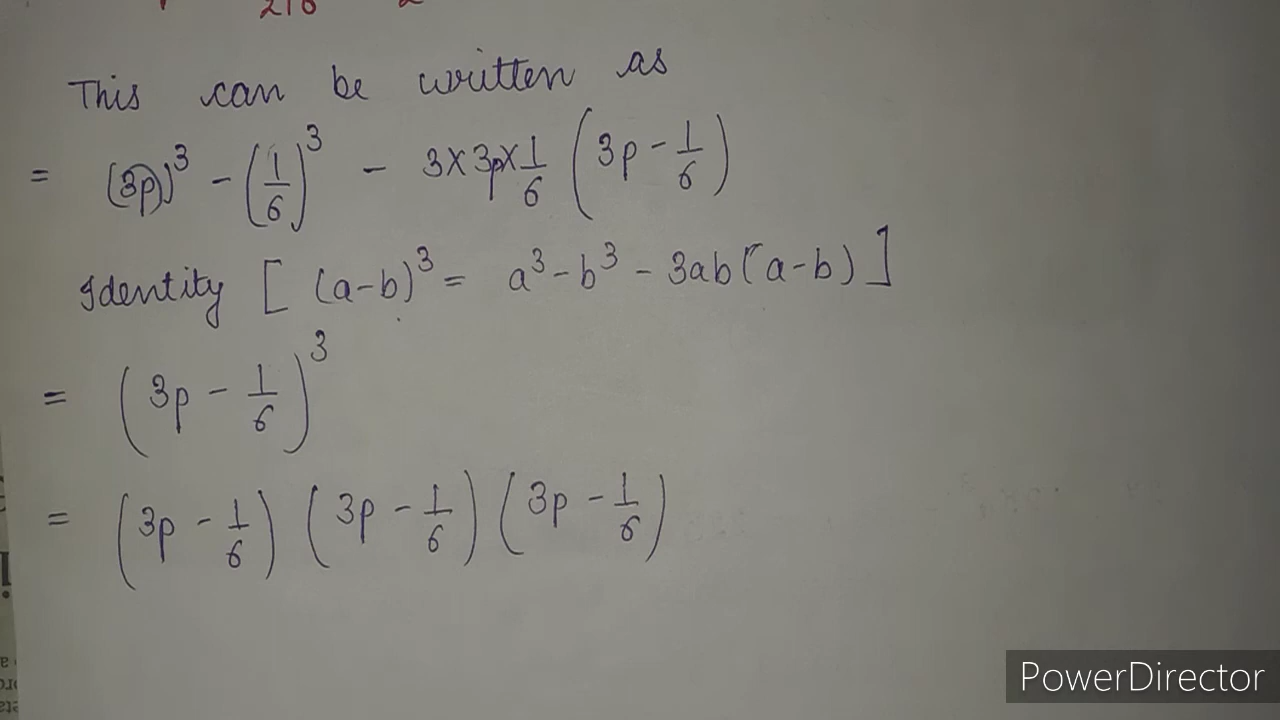 This can be written as
= (3p)³ - (1/6)³ - 3×3p×1/6 (3p - 1/6)
Identity [ (a-b)³ = a³ - b³ - 3ab(a-b) ]
= (3p - 1/6)³
= (3p - 1/6) (3p - 1/6) (3p - 1/6)
PowerDirector